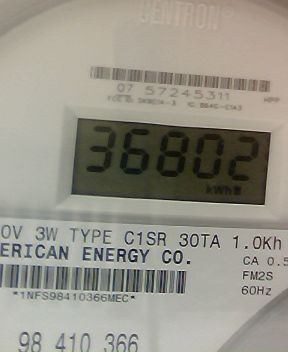 CENTRON®
07 57245311
36802
kWh
0V 3W TYPE C1SR 30TA 1.0Kh
ERICAN ENERGY CO.
CA 0.5
FM2S
*1NFS98410366MEC*
60Hz
98 410 366